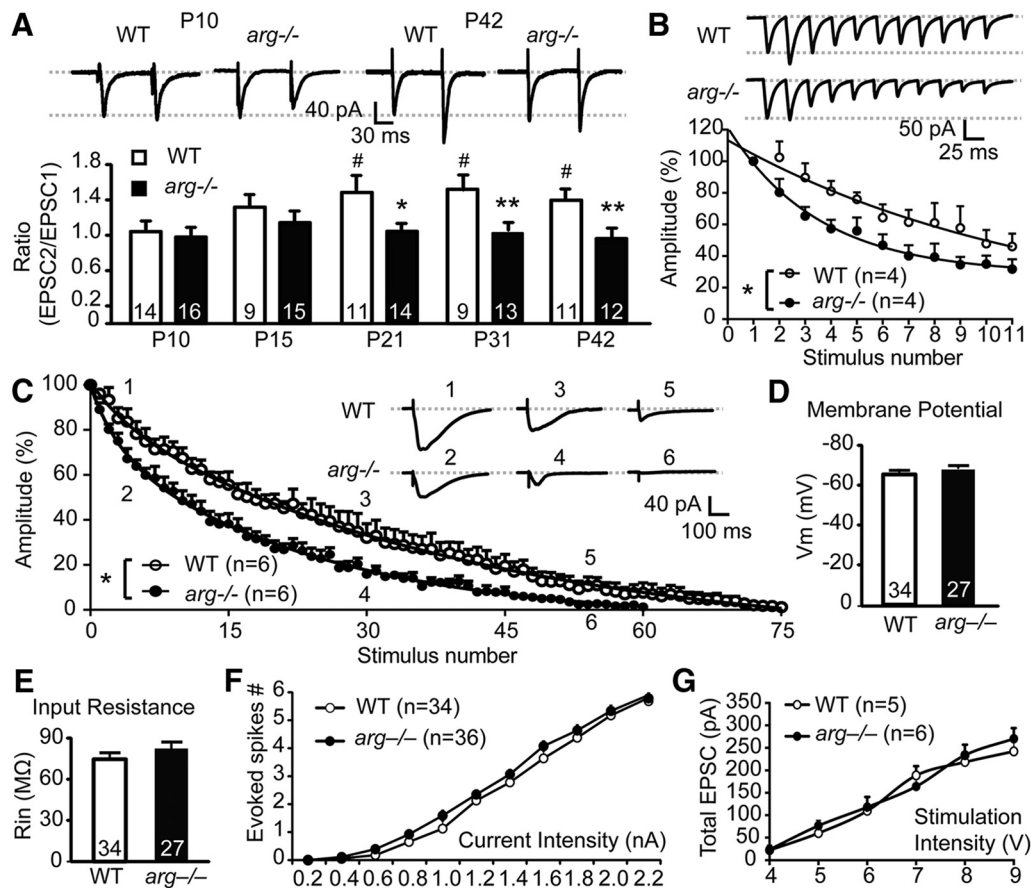 A
P10
P42
WT
arg-/-
WT
arg-/-
40 pA
30 ms
Ratio
(EPSC2/EPSC1)
1.8
1.4
1.0
0.6
0.2
0
WT
arg-/-
#
#
#
*
**
**
14
16
9
15
11
14
9
13
11
12
P10
P15
P21
P31
P42
B
WT
arg-/-
50 pA
25 ms
Amplitude (%)
120
100
80
60
40
20
0
* WT (n=4)
arg-/- (n=4)
0 1 2 3 4 5 6 7 8 9 10 11
Stimulus number
C
Amplitude (%)
100
80
60
40
20
0
1
2
3
4
5
6
WT
1
3
5
arg-/-
2
4
6
40 pA
100 ms
* WT (n=6)
arg-/- (n=6)
0 15 30 45 60 75
Stimulus number
D
Membrane Potential
Vm (mV)
-80
-60
-40
-20
0
34
27
WT
arg–/–
E
Input Resistance
Rin (MΩ)
90
60
30
0
34
27
WT
arg–/–
F
Evoked spikes #
6
5
4
3
2
1
0
WT (n=34)
arg–/– (n=36)
Current Intensity (nA)
0.2 0.4 0.6 0.8 1.0 1.2 1.4 1.6 1.8 2.0 2.2
G
Total EPSC (pA)
350
300
250
200
150
100
50
0
WT (n=5)
arg–/– (n=6)
Stimulation
Intensity (V)
4 5 6 7 8 9